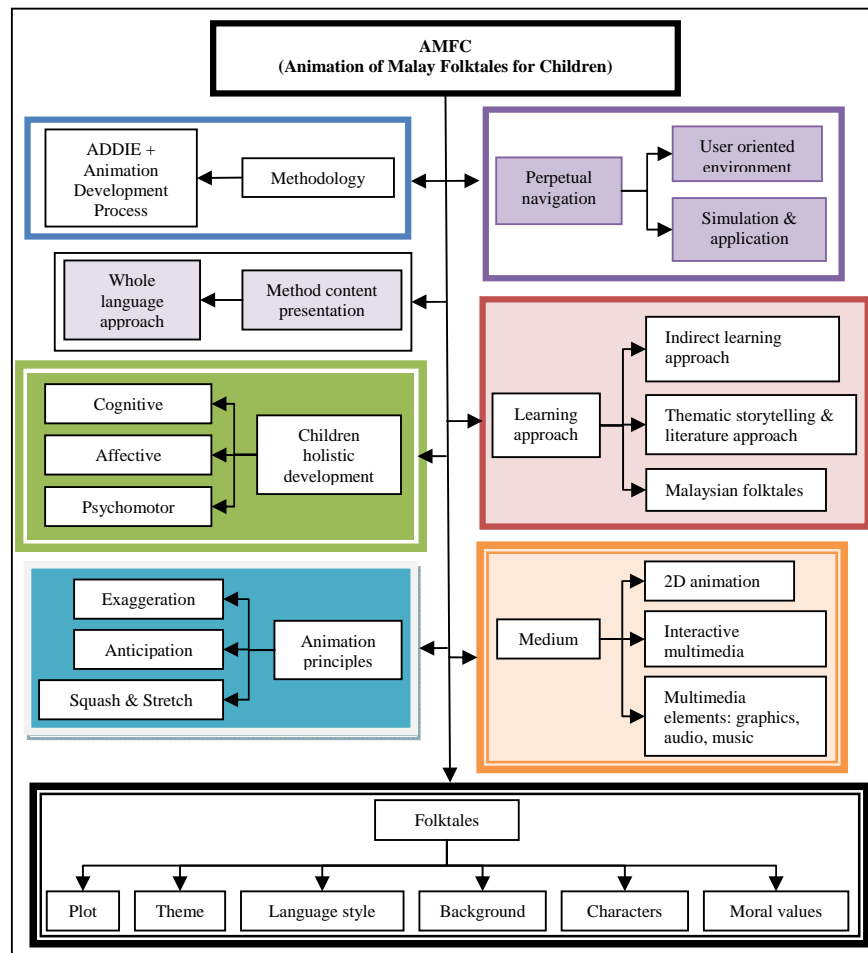 AMFC
(Animation of Malay Folktales for Children)
ADDIE +
Animation
Development
Process
Methodology
Perpetual
navigation
User oriented
environment
Simulation &
application
Whole
language
approach
Method content
presentation
Cognitive
Affective
Psychomotor
Children
holistic
development
Learning
approach
Indirect learning
approach
Thematic storytelling &
literature approach
Malaysian folktales
Exaggeration
Anticipation
Squash & Stretch
Animation
principles
Medium
2D animation
Interactive
multimedia
Multimedia
elements: graphics,
audio, music
Folktales
Plot
Theme
Language style
Background
Characters
Moral values